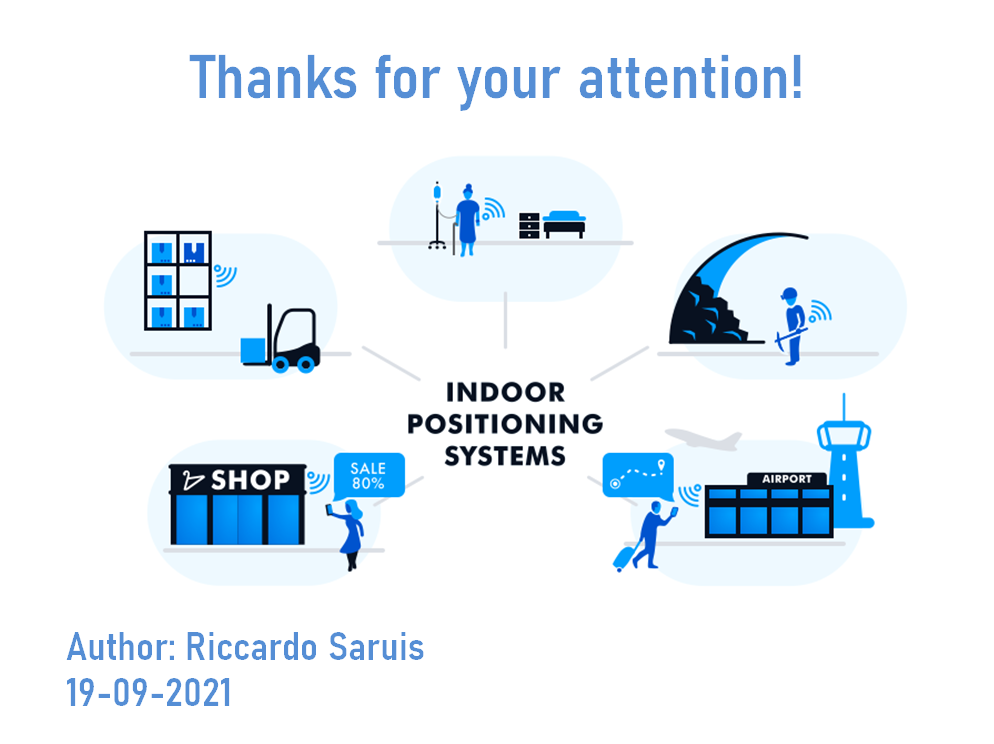 Thanks for your attention!
INDOOR
POSITIONING
SYSTEMS
SHOP
SALE
80%
AIRPORT
Author: Riccardo Saruis
19-09-2021